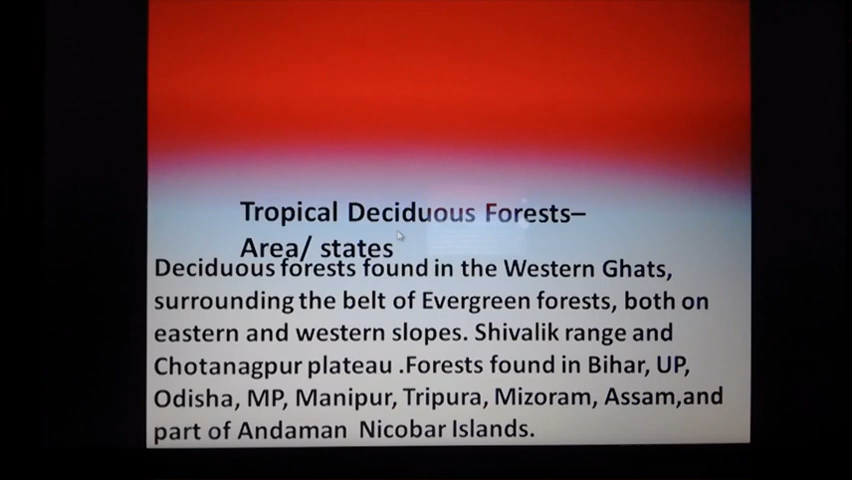 Tropical Deciduous Forests–
Area/ states
Deciduous forests found in the Western Ghats,
surrounding the belt of Evergreen forests, both on
eastern and western slopes. Shivalik range and
Chotanagpur plateau .Forests found in Bihar, UP,
Odisha, MP, Manipur, Tripura, Mizoram, Assam,and
part of Andaman Nicobar Islands.